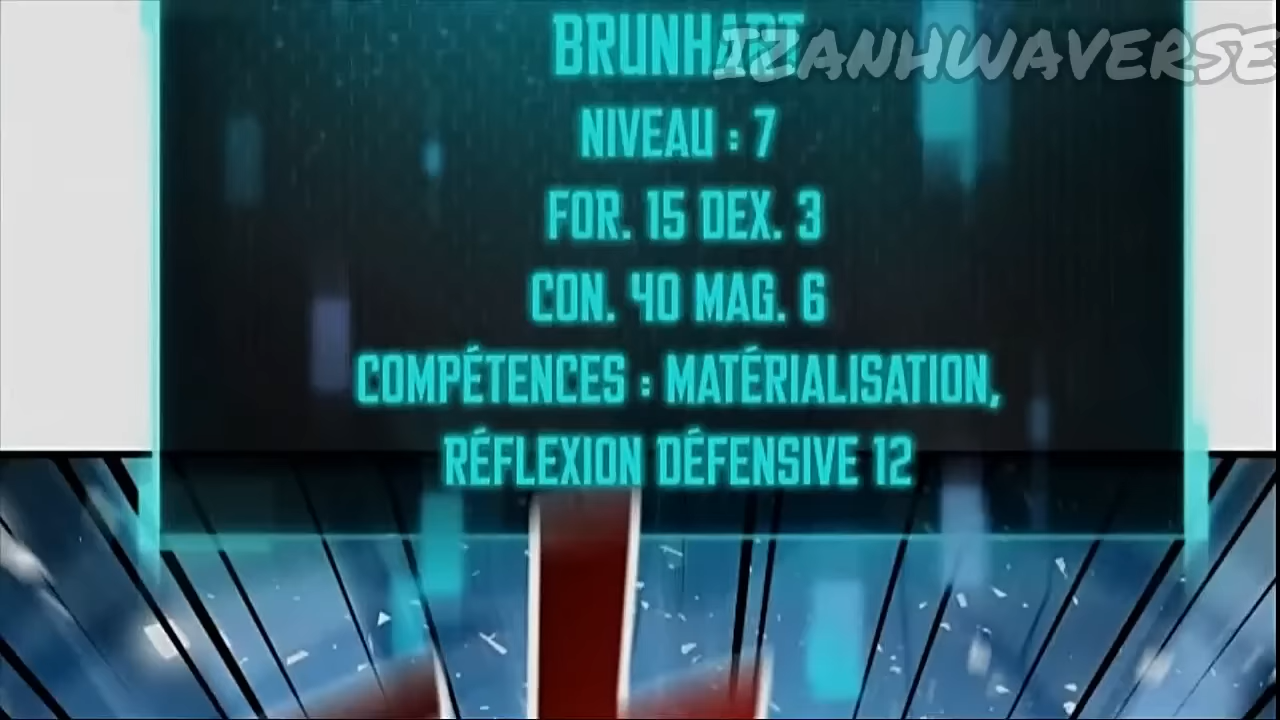 BRUNHART
IZANHWAVERSE
NIVEAU : 7
FOR. 15 DEX. 3
CON. 40 MAG. 6
COMPÉTENCES : MATÉRIALISATION,
RÉFLEXION DÉFENSIVE 12